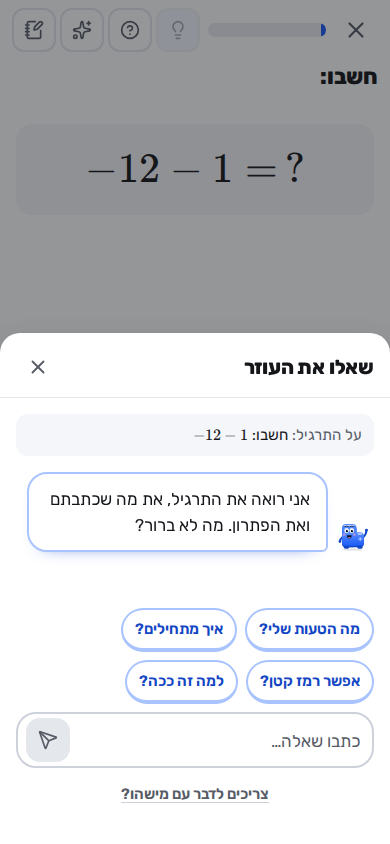 חשבו:
−12 − 1 = ?
שאלו את העוזר
על התרגיל: חשבו: −12 − 1
אני רואה את התרגיל, את מה שכתבתם
ואת הפתרון. מה לא ברור?
מה הטעות שלי?
איך מתחילים?
אפשר רמז קטן?
למה זה ככה?
כתבו שאלה...
צריכים לדבר עם מישהו?